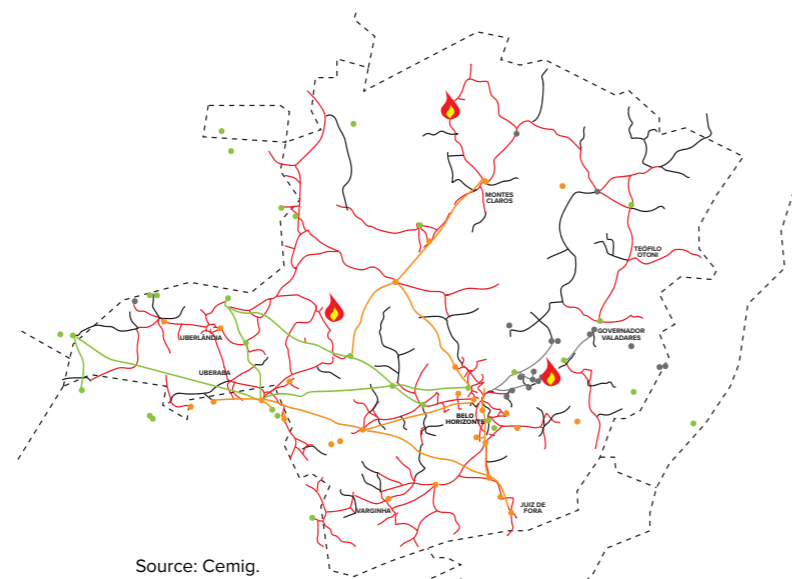 MONTES
CLAROS
TEÓFILO
OTONI
GOVERNADOR
VALADARES
UBERLÂNDIA
UBERABA
BELO
HORIZONTE
VARGINHA
JUIZ DE
FORA
Source: Cemig.